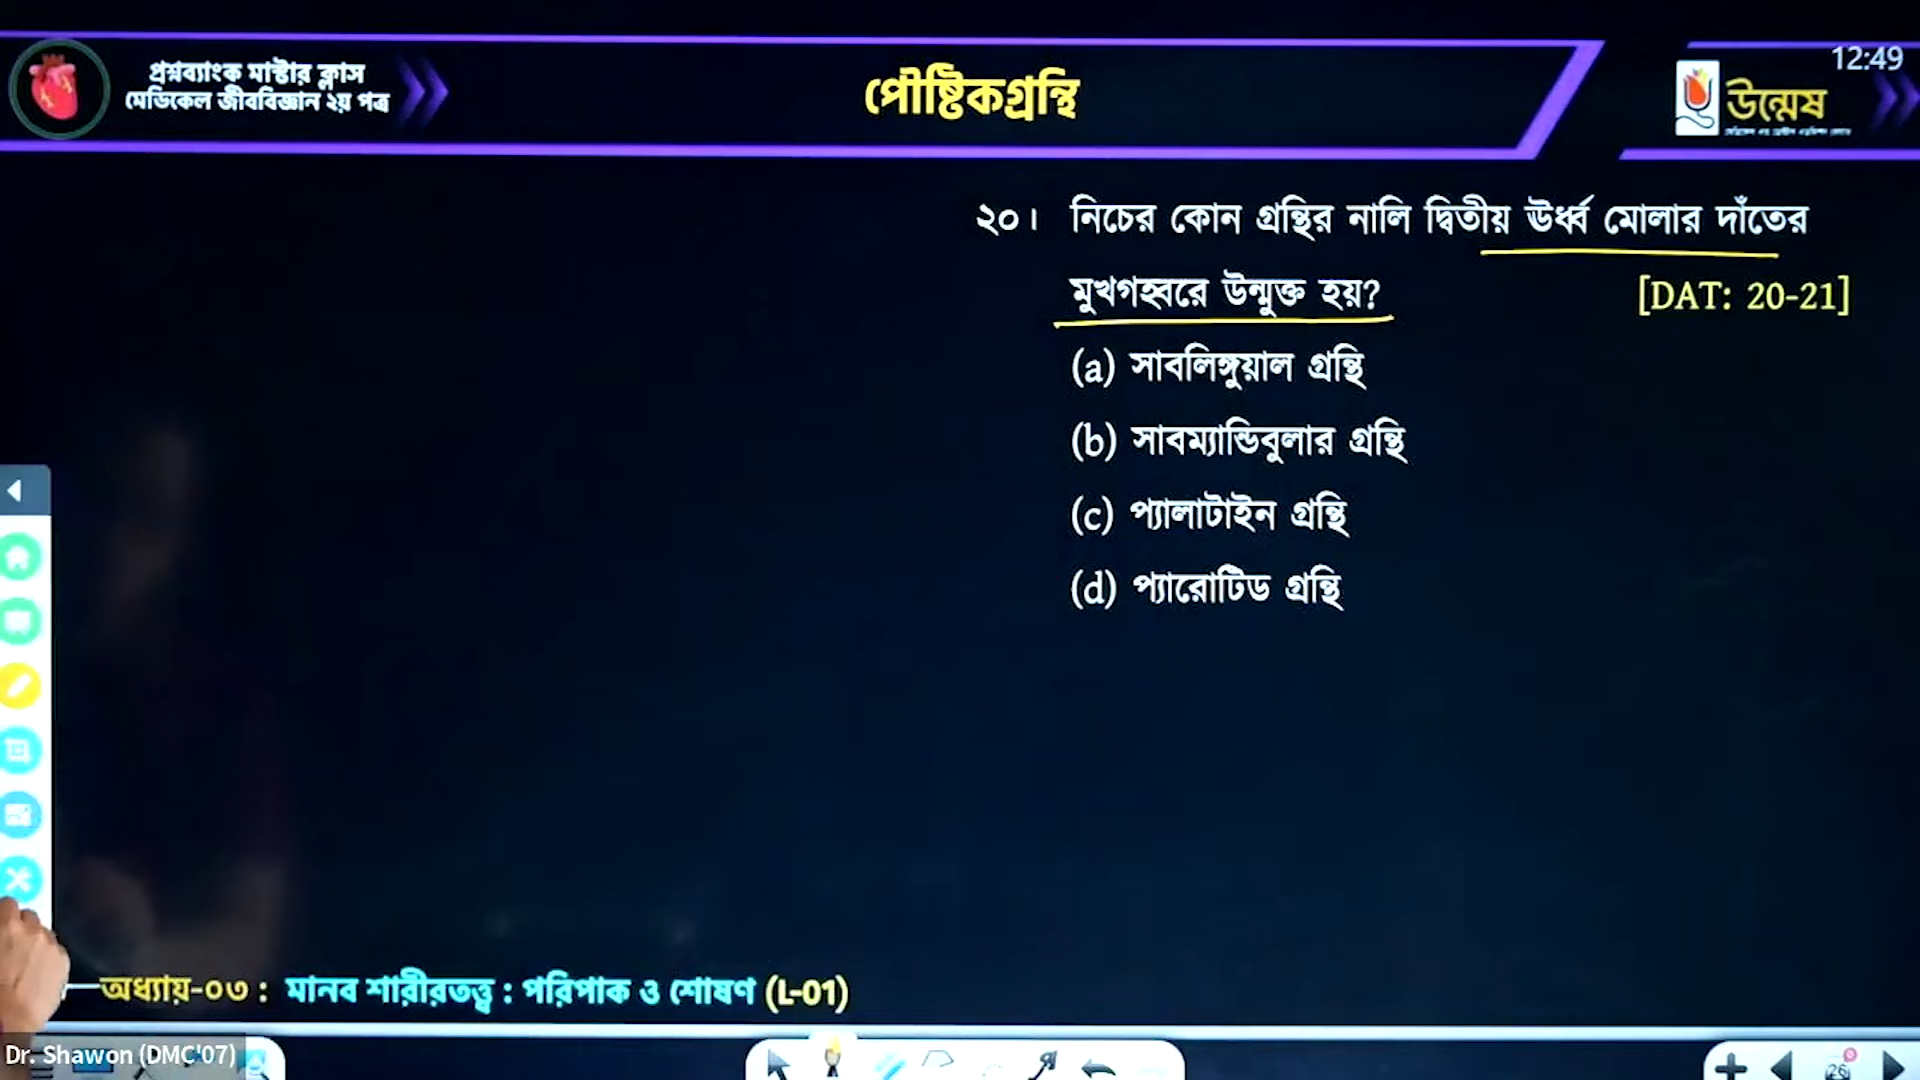 প্রশ্নব্যাংক মাস্টার ক্লাস
মেডিকেল জীববিজ্ঞান ২য় পত্র
পৌষ্টিকগ্রন্থি
12:49
উন্মেষ
২০। নিচের কোন গ্রন্থির নালি দ্বিতীয় ঊর্ধ্ব মোলার দাঁতের
মুখগহ্বরে উন্মুক্ত হয়? [DAT: 20-21]
(a) সাবলিঙ্গুয়াল গ্রন্থি
(b) সাবম্যান্ডিবুলার গ্রন্থি
(c) প্যালাটাইন গ্রন্থি
(d) প্যারোটিড গ্রন্থি
অধ্যায়-০৩ : মানব শারীরতত্ত্ব : পরিপাক ও শোষণ (L-01)
Dr. Shawon (DMC'07)
26